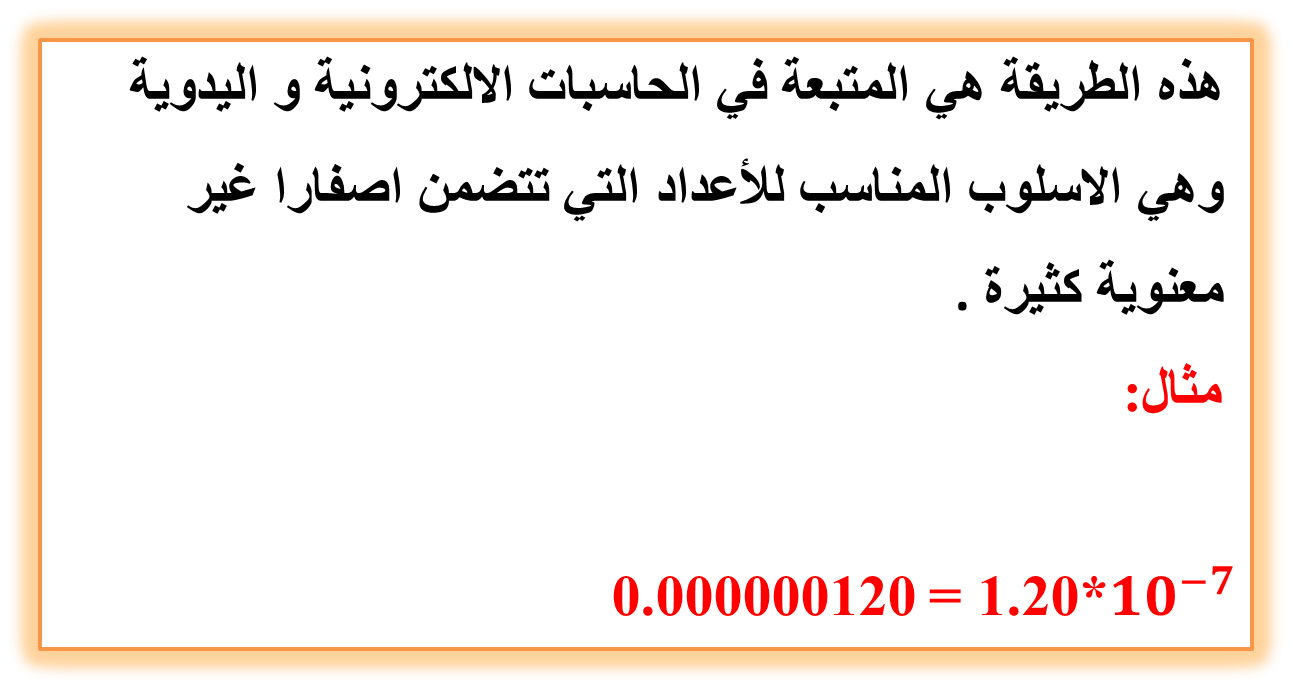 هذه الطريقة هي المتبعة في الحاسبات الالكترونية و اليدوية
وهي الاسلوب المناسب للأعداد التي تتضمن اصفارا غير
معنوية كثيرة .
مثال:
0.000000120 = 1.20*10⁻⁷